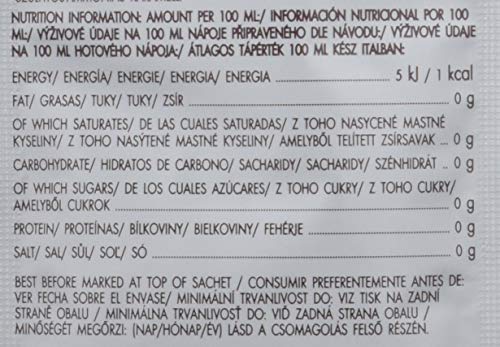 NUTRITION INFORMATION: AMOUNT PER 100 ML:/ INFORMACIÓN NUTRICIONAL POR 100
ML:/ VÝŽIVOVÉ ÚDAJE NA 100 ML NÁPOJE PŘIPRAVENÉHO DLE NÁVODU:/ VÝŽIVOVÉ ÚDAJE
NA 100 ML HOTOVÉHO NÁPOJA:/ ÁTLAGOS TÁPÉRTÉK 100 ML KÉSZ ITALBAN:
ENERGY/ ENERGÍA/ ENERGIE/ ENERGIA/ ENERGIA 5 kJ / 1 kcal
FAT/ GRASAS/ TUKY/ TUKY/ ZSÍR 0 g
OF WHICH SATURATES/ DE LAS CUALES SATURADAS/ Z TOHO NASYCENÉ MASTNÉ
KYSELINY/ Z TOHO NASÝTENÉ MASTNÉ KYSELINY/ AMELYBŐL TELÍTETT ZSÍRSAVAK 0 g
CARBOHYDRATE/ HIDRATOS DE CARBONO/ SACHARIDY/ SACHARIDY/ SZÉNHIDRÁT 0 g
OF WHICH SUGARS/ DE LOS CUALES AZÚCARES/ Z TOHO CUKRY/ Z TOHO CUKRY/
AMELYBŐL CUKROK 0 g
PROTEIN/ PROTEÍNAS/ BÍLKOVINY/ BIELKOVINY/ FEHÉRJE 0 g
SALT/ SAL/ SŮL/ SOĽ/ SÓ 0 g
BEST BEFORE MARKED AT TOP OF SACHET/ CONSUMIR PREFERENTEMENTE ANTES DE:
VER FECHA SOBRE EL ENVASE/ MINIMÁLNÍ TRVANLIVOST DO: VIZ TISK NA ZADNÍ
STRANĚ OBALU/ MINIMÁLNA TRVANLIVOSŤ DO: VIĎ ZADNÁ STRANA OBALU/
MINŐSÉGÉT MEGŐRZI: (NAP/HÓNAP/ÉV) LÁSD A CSOMAGOLÁS FELSŐ RÉSZÉN.